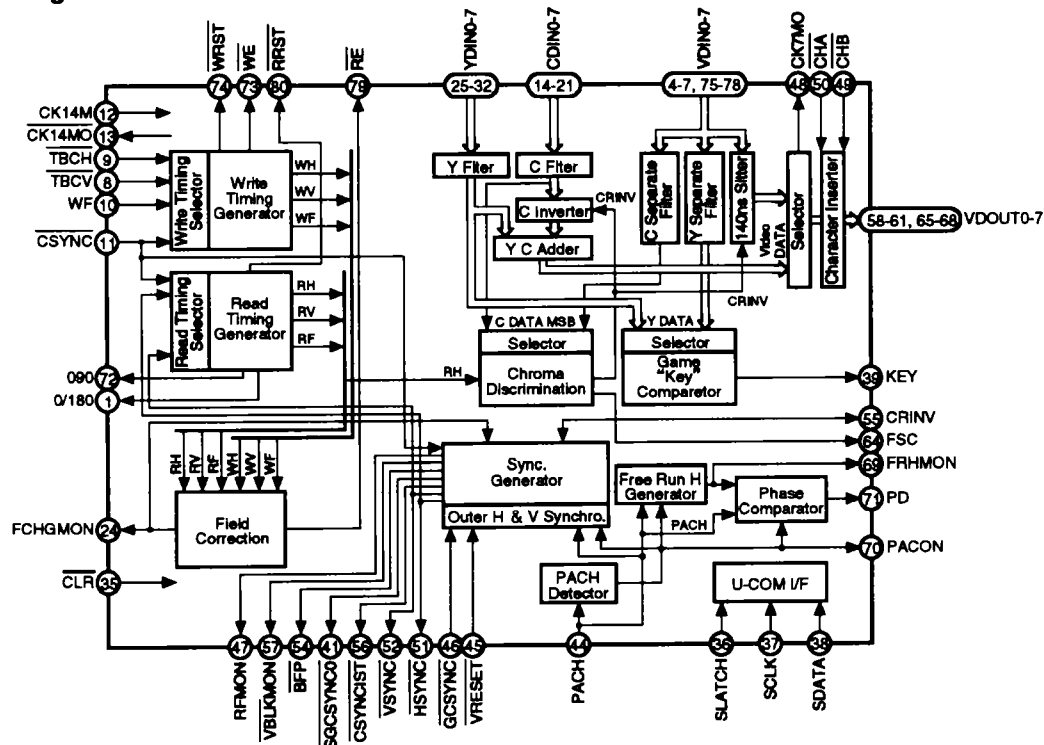 WRST
WE
RRST
RE
YDIN0-7
CDIN0-7
VDIN0-7
CK7MO
CHA
CHB
74
73
80
79
25-32
14-21
4-7, 75-78
48
50
49
CK14M 12
CK14MO 13
TBCH 9
TBCV 8
WF 10
CSYNC 11
Write Timing Selector
Write Timing Generator
WH
WV
WF
Y Flter
C Flter
C Inverter
Y C Adder
CRINV
C Separate Filter
Y Separate Filter
140ns Sitter
Video DATA
CRINV
Selector
Character Inserter
58-61, 65-68 VDOUT0-7
Read Timing Selector
Read Timing Generator
RH
RV
RF
C DATA MSB
Selector
Chroma Discrimination
RH
Y DATA
Selector
Game "Key" Comparetor
090 72
0/180 1
39 KEY
55 CRINV
64 FSC
69 FRHMON
71 PD
70 PACON
RH
RV
RF
WH
WV
WF
Field Correction
FCHGMON 24
CLR 35
Sync. Generator
Outer H & V Synchro.
Free Run H Generator
Phase Comparator
PACH
PACH Detector
U-COM I/F
47
57
54
41
56
52
51
46
45
44
36
37
38
RFMON
VBLKMON
BFP
SGCSYNC0
CSYNCIST
VSYNC
HSYNC
GCSYNC
VRESET
PACH
SLATCH
SCLK
SDATA